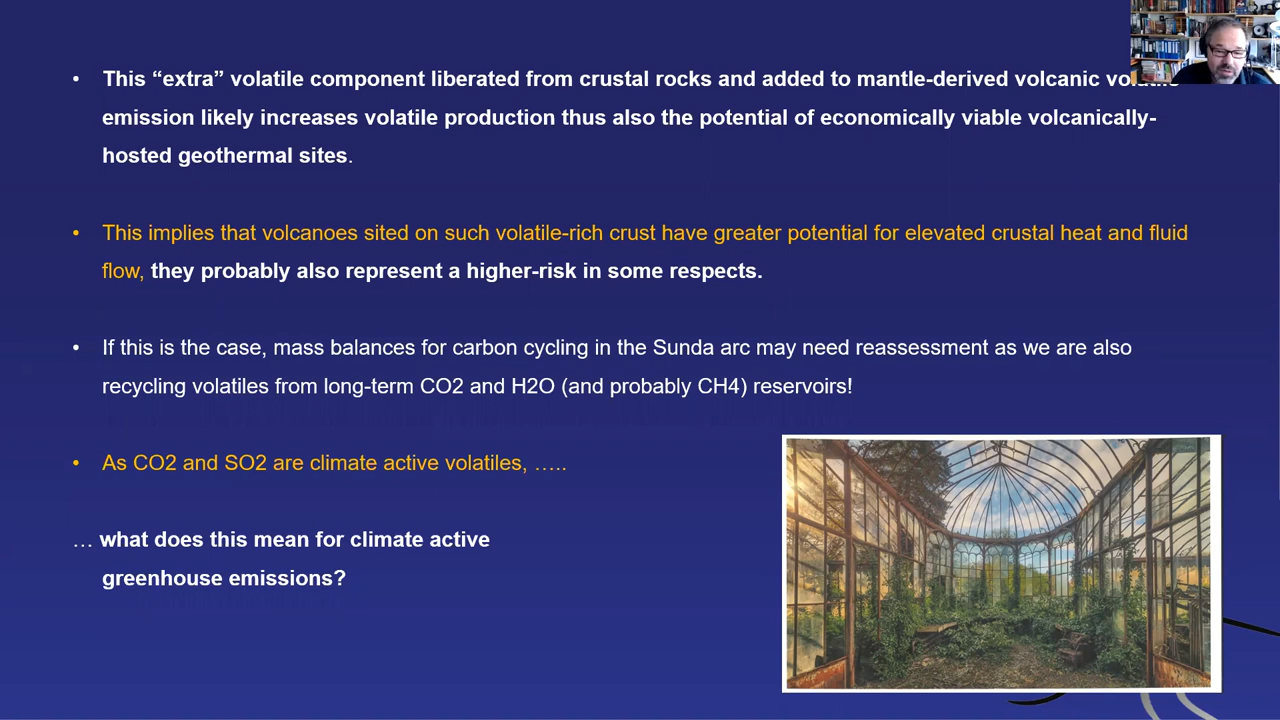 • This “extra” volatile component liberated from crustal rocks and added to mantle-derived volcanic
emission likely increases volatile production thus also the potential of economically viable volcanically-
hosted geothermal sites.
• This implies that volcanoes sited on such volatile-rich crust have greater potential for elevated crustal heat and fluid
flow, they probably also represent a higher-risk in some respects.
• If this is the case, mass balances for carbon cycling in the Sunda arc may need reassessment as we are also
recycling volatiles from long-term CO2 and H2O (and probably CH4) reservoirs!
• As CO2 and SO2 are climate active volatiles, …..
… what does this mean for climate active
greenhouse emissions?